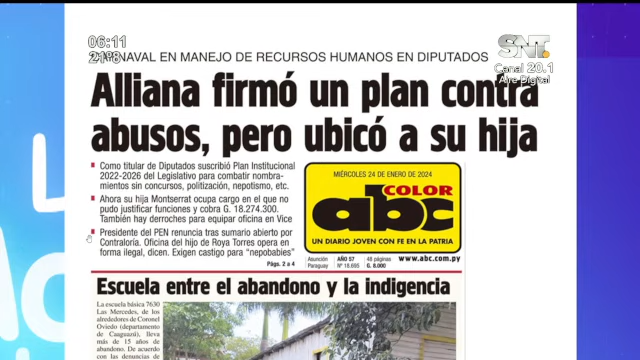 06:11
21°8
NAVAL EN MANEJO DE RECURSOS HUMANOS EN DIPUTADOS
SNT
Canal 20.1
Aire Digital
Alliana firmó un plan contra
abusos, pero ubicó a su hija
Como titular de Diputados suscribió Plan Institucional
2022-2026 del Legislativo para combatir nombra-
mientos sin concursos, politización, nepotismo, etc.
Ahora su hija Montserrat ocupa cargo en el que no
pudo justificar funciones y cobra G. 18.274.300.
También hay derroches para equipar oficina en Vice
Presidente del PEN renuncia tras sumario abierto por
Contraloría. Oficina del hijo de Roya Torres opera en
forma ilegal, dicen. Exigen castigo para “nepobabies”
Págs. 2 a 4
MIÉRCOLES 24 DE ENERO DE 2024
abc COLOR
UN DIARIO JOVEN CON FE EN LA PATRIA
Asunción
Paraguay
AÑO 57
Nº 18.695
48 páginas
G. 8.000
www.abc.com.py
Escuela entre el abandono y la indigencia
La escuela básica 7630
Las Mercedes, de los
alrededores de Coronel
Oviedo (departamento
de Caaguazú), lleva
más de 15 años de
abandono. De acuerdo
con las denuncias de